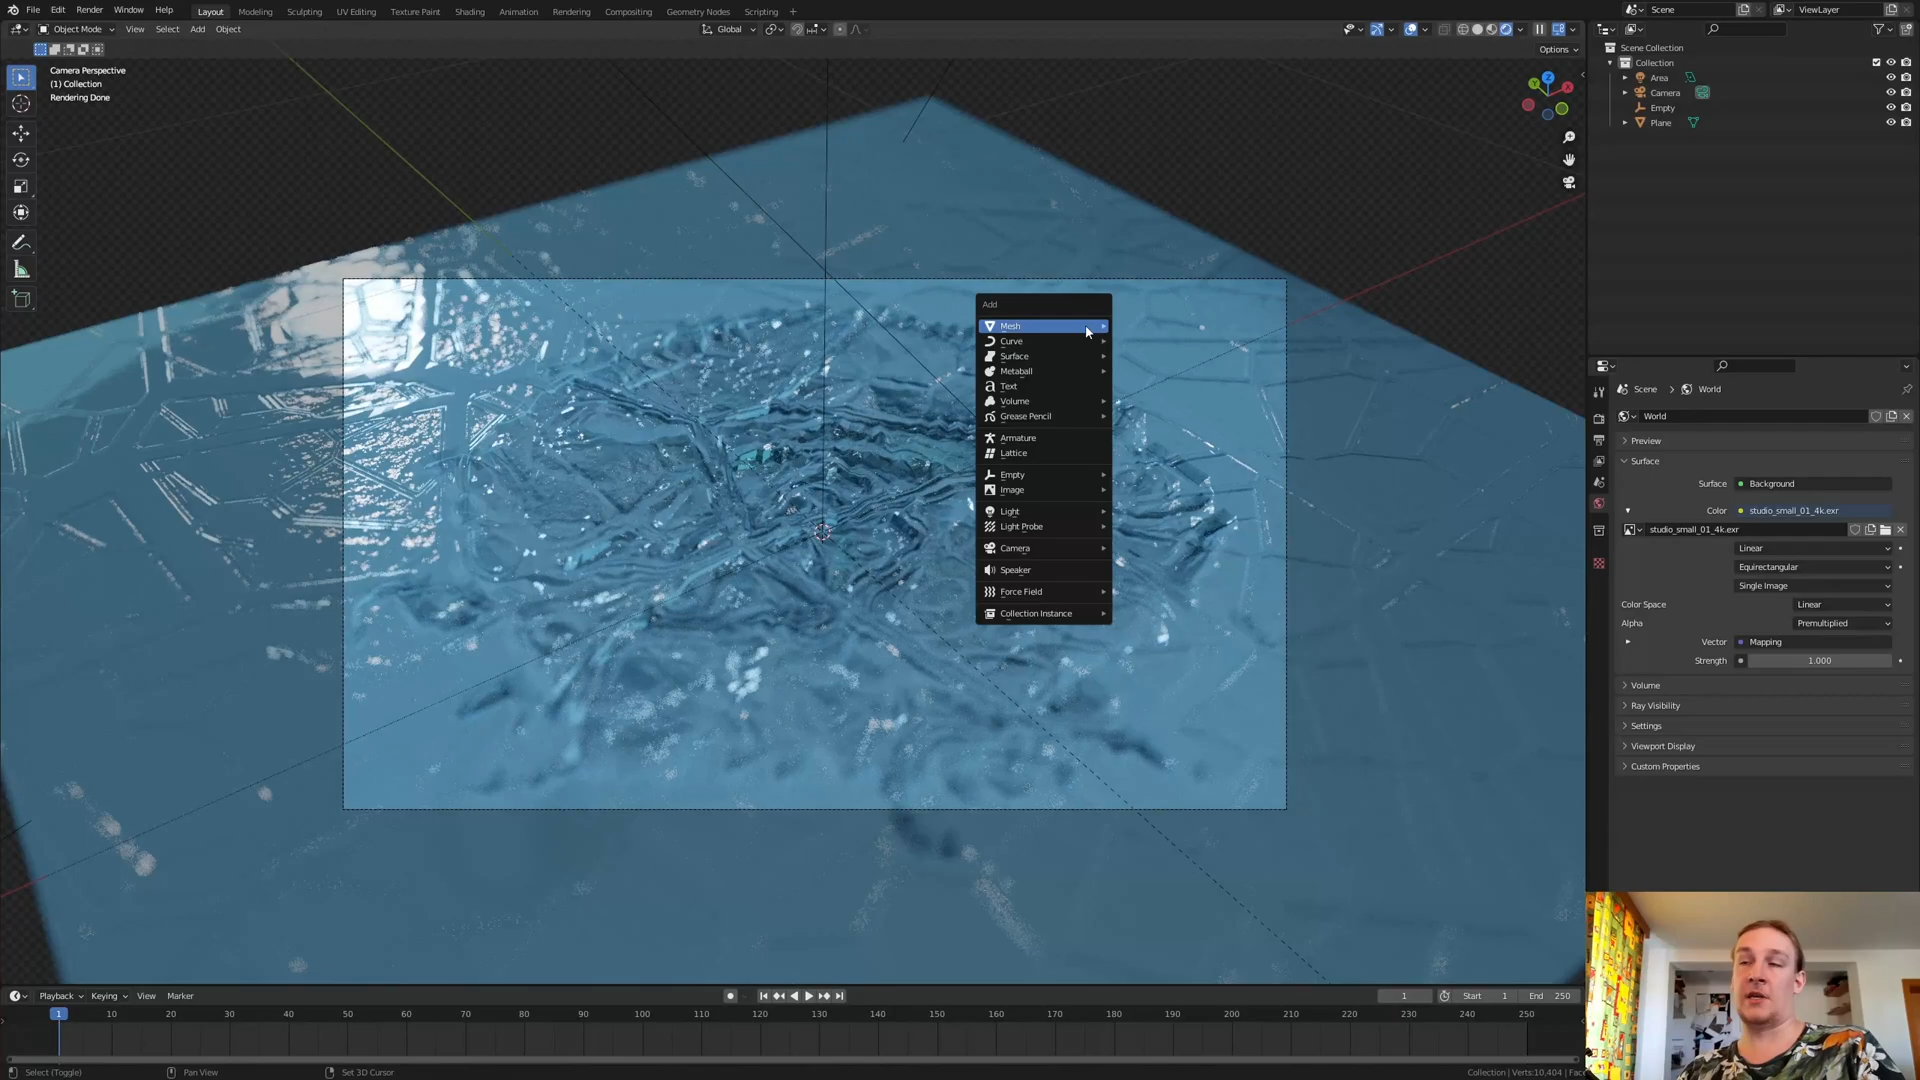 File Edit Render Window Help Layout Modeling Sculpting UV Editing Texture Paint Shading Animation Rendering Compositing Geometry Nodes Scripting + Scene ViewLayer
Object Mode View Select Add Object Global
Options
Camera Perspective
(1) Collection
Rendering Done
Scene Collection
Collection
Area
Camera
Empty
Plane
Z
Y
X
Add
Mesh
Curve
Surface
Metaball
Text
Volume
Grease Pencil
Armature
Lattice
Empty
Image
Light
Light Probe
Camera
Speaker
Force Field
Collection Instance
Scene World
World
Preview
Surface
Surface Background
Color studio_small_01_4k.exr
studio_small_01_4k.exr
Linear
Equirectangular
Single Image
Color Space Linear
Alpha Premultiplied
Vector Mapping
Strength 1.000
Volume
Ray Visibility
Settings
Viewport Display
Custom Properties
Playback Keying View Marker 1 Start 1 End 250
1 10 20 30 40 50 60 70 80 90 100 110 120 130 140 150 160 170 180 190 200 210 220 230 240 250
Select (Toggle) Pan View Set 3D Cursor Collection | Verts:10,404 |